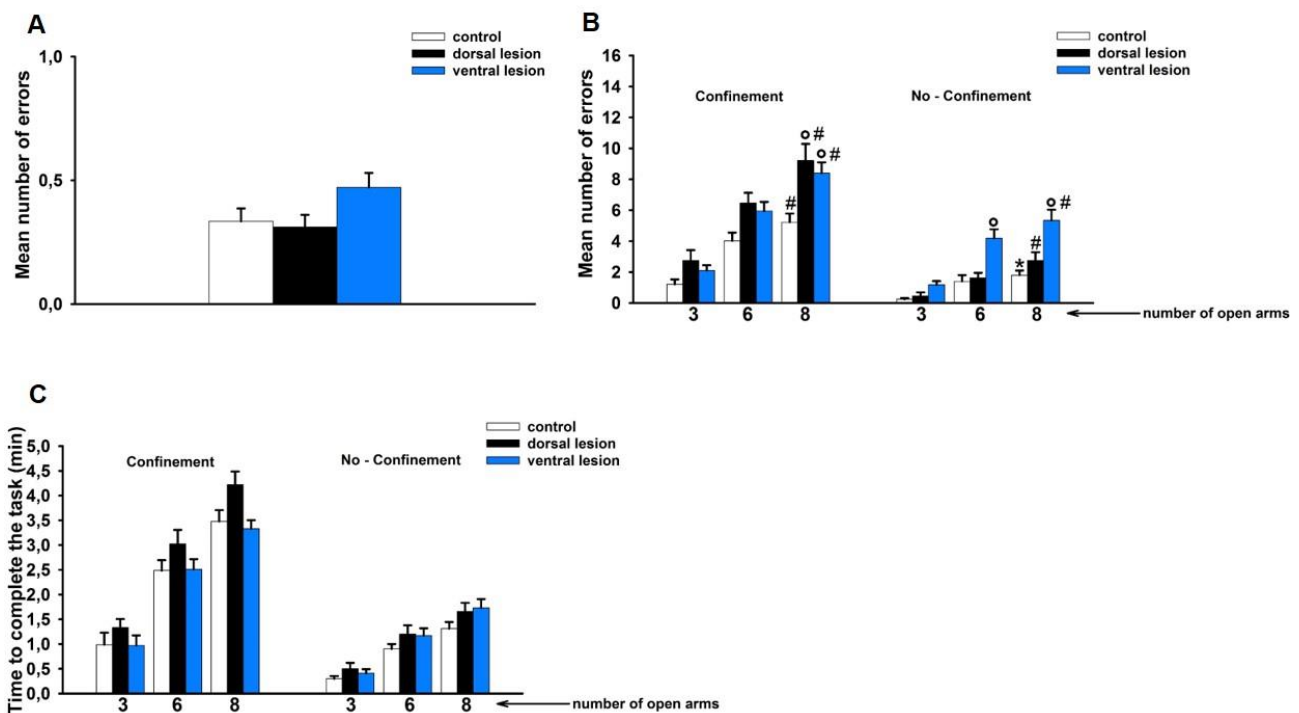 A
control
dorsal lesion
ventral lesion
Mean number of errors
1,0
0,5
0,0
B
control
dorsal lesion
ventral lesion
Mean number of errors
16
14
12
10
8
6
4
2
0
Confinement
No - Confinement
# # # # * # #
3 6 8 3 6 8
number of open arms
C
control
dorsal lesion
ventral lesion
Time to complete the task (min)
5,0
4,5
4,0
3,5
3,0
2,5
2,0
1,5
1,0
0,5
0,0
Confinement
No - Confinement
3 6 8 3 6 8
number of open arms